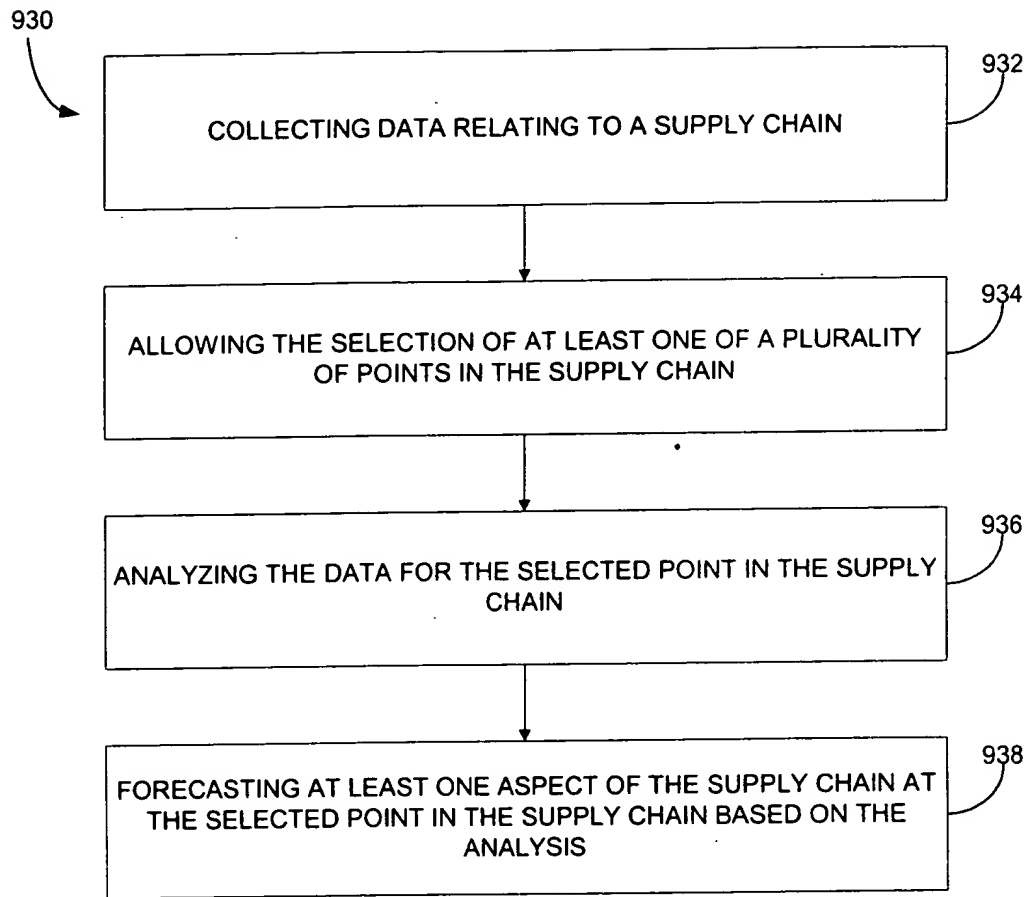 930
932
COLLECTING DATA RELATING TO A SUPPLY CHAIN
934
ALLOWING THE SELECTION OF AT LEAST ONE OF A PLURALITY
OF POINTS IN THE SUPPLY CHAIN
936
ANALYZING THE DATA FOR THE SELECTED POINT IN THE SUPPLY
CHAIN
938
FORECASTING AT LEAST ONE ASPECT OF THE SUPPLY CHAIN AT
THE SELECTED POINT IN THE SUPPLY CHAIN BASED ON THE
ANALYSIS